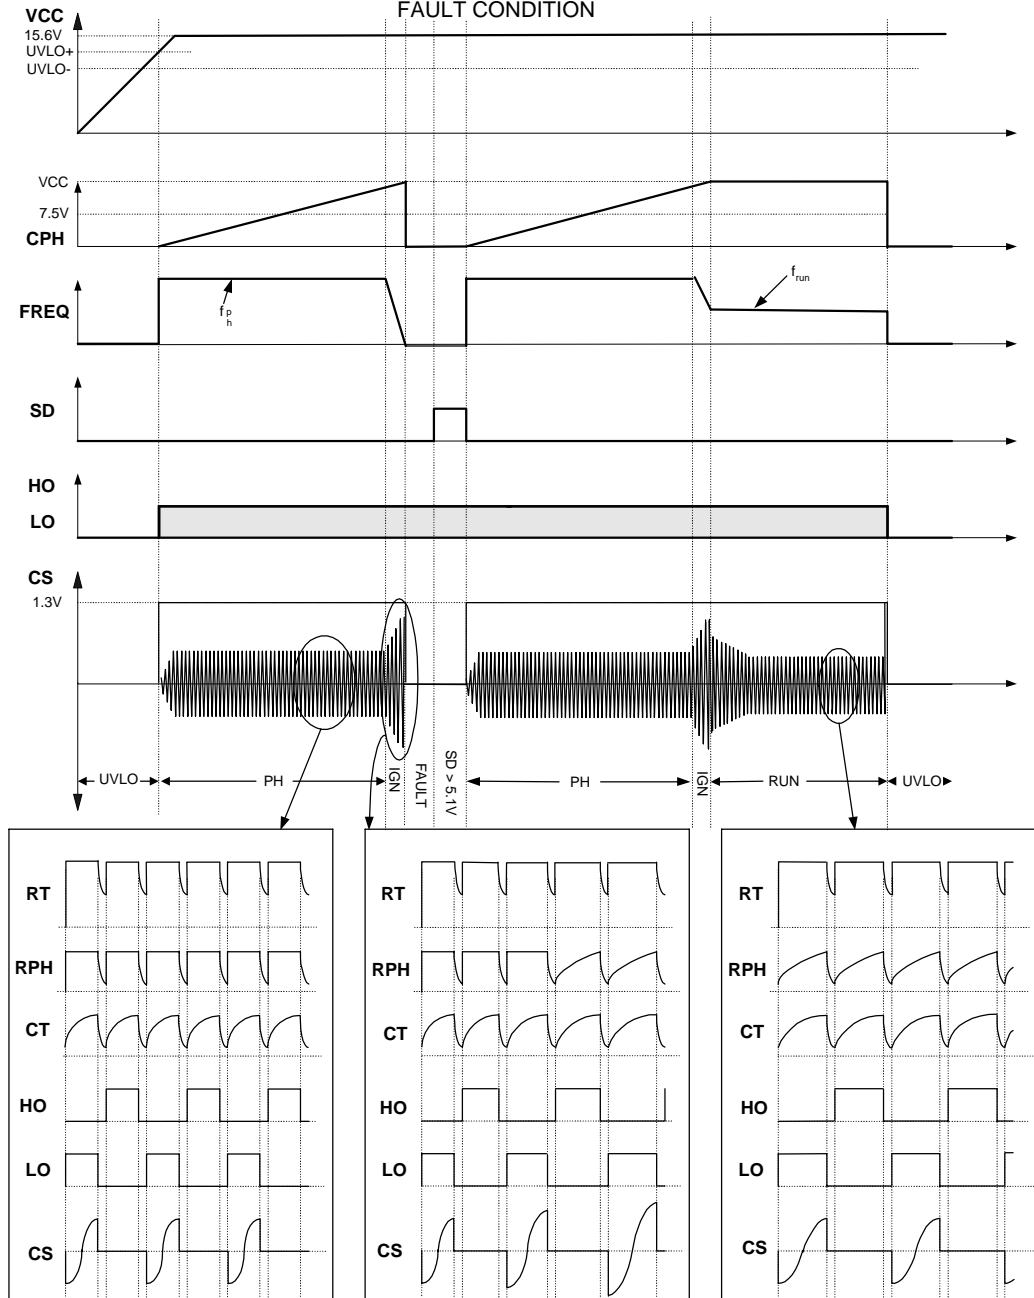 FAULT CONDITION
VCC
15.6V
UVLO+
UVLO-
VCC
7.5V
CPH
FREQ
fph
frun
SD
HO
LO
CS
1.3V
UVLO
PH
IGN
FAULT
SD > 5.1V
PH
IGN
RUN
UVLO
RT
RPH
CT
HO
LO
CS
RT
RPH
CT
HO
LO
CS
RT
RPH
CT
HO
LO
CS